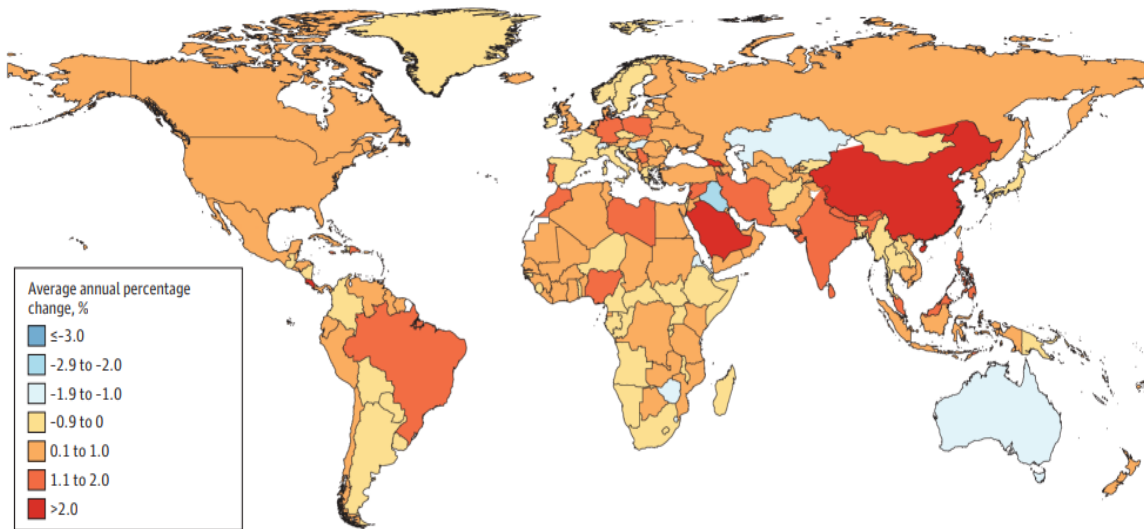 Average annual percentage
change, %
≤-3.0
-2.9 to -2.0
-1.9 to -1.0
-0.9 to 0
0.1 to 1.0
1.1 to 2.0
>2.0